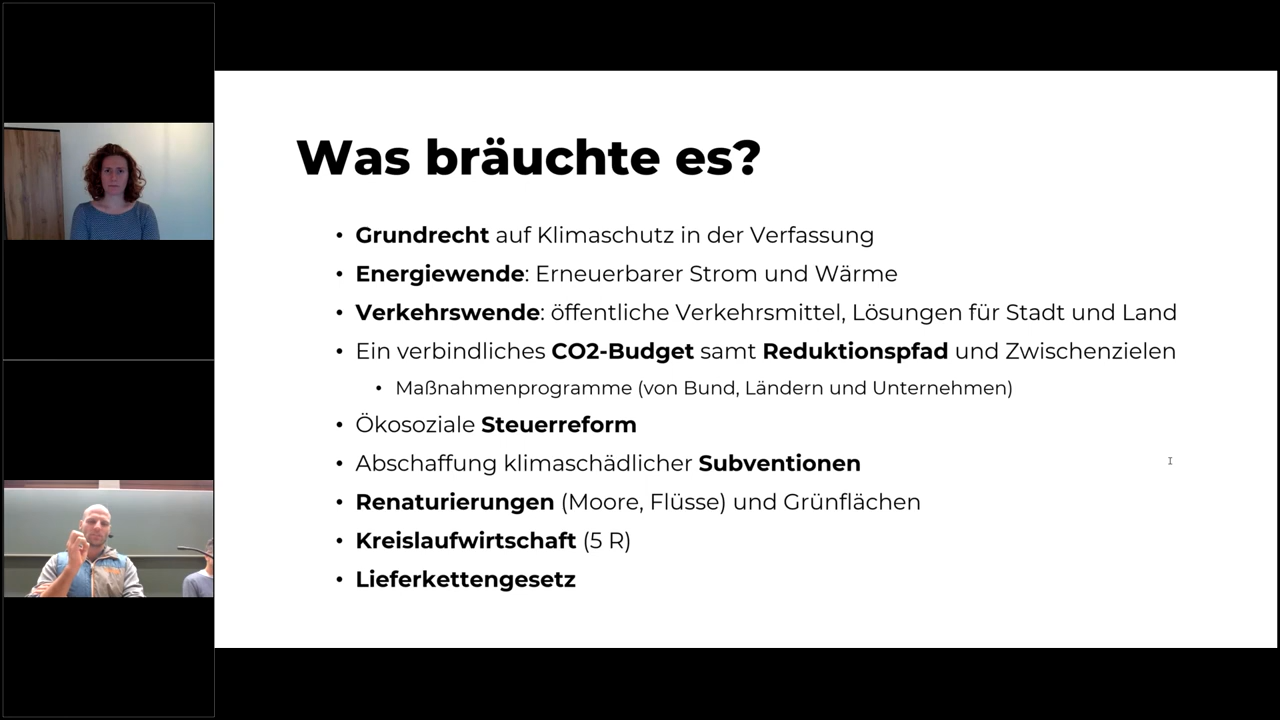 Was bräuchte es?
• Grundrecht auf Klimaschutz in der Verfassung
• Energiewende: Erneuerbarer Strom und Wärme
• Verkehrswende: öffentliche Verkehrsmittel, Lösungen für Stadt und Land
• Ein verbindliches CO2-Budget samt Reduktionspfad und Zwischenzielen
• Maßnahmenprogramme (von Bund, Ländern und Unternehmen)
• Ökosoziale Steuerreform
• Abschaffung klimaschädlicher Subventionen
• Renaturierungen (Moore, Flüsse) und Grünflächen
• Kreislaufwirtschaft (5 R)
• Lieferkettengesetz